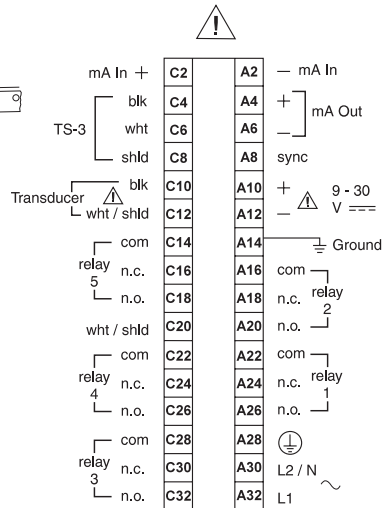 mA In + C2 A2 – mA In
blk C4 A4 +
mA Out
TS-3 wht C6 A6 –
shld C8 A8 sync
blk C10 A10 + 9 - 30
Transducer
wht / shld C12 A12 – V
com C14 A14 Ground
relay 5 n.c. C16 A16 com
n.o. C18 A18 n.c. relay 2
wht / shld C20 A20 n.o.
com C22 A22 com
relay 4 n.c. C24 A24 n.c. relay 1
n.o. C26 A26 n.o.
com C28 A28
relay 3 n.c. C30 A30 L2 / N
n.o. C32 A32 L1